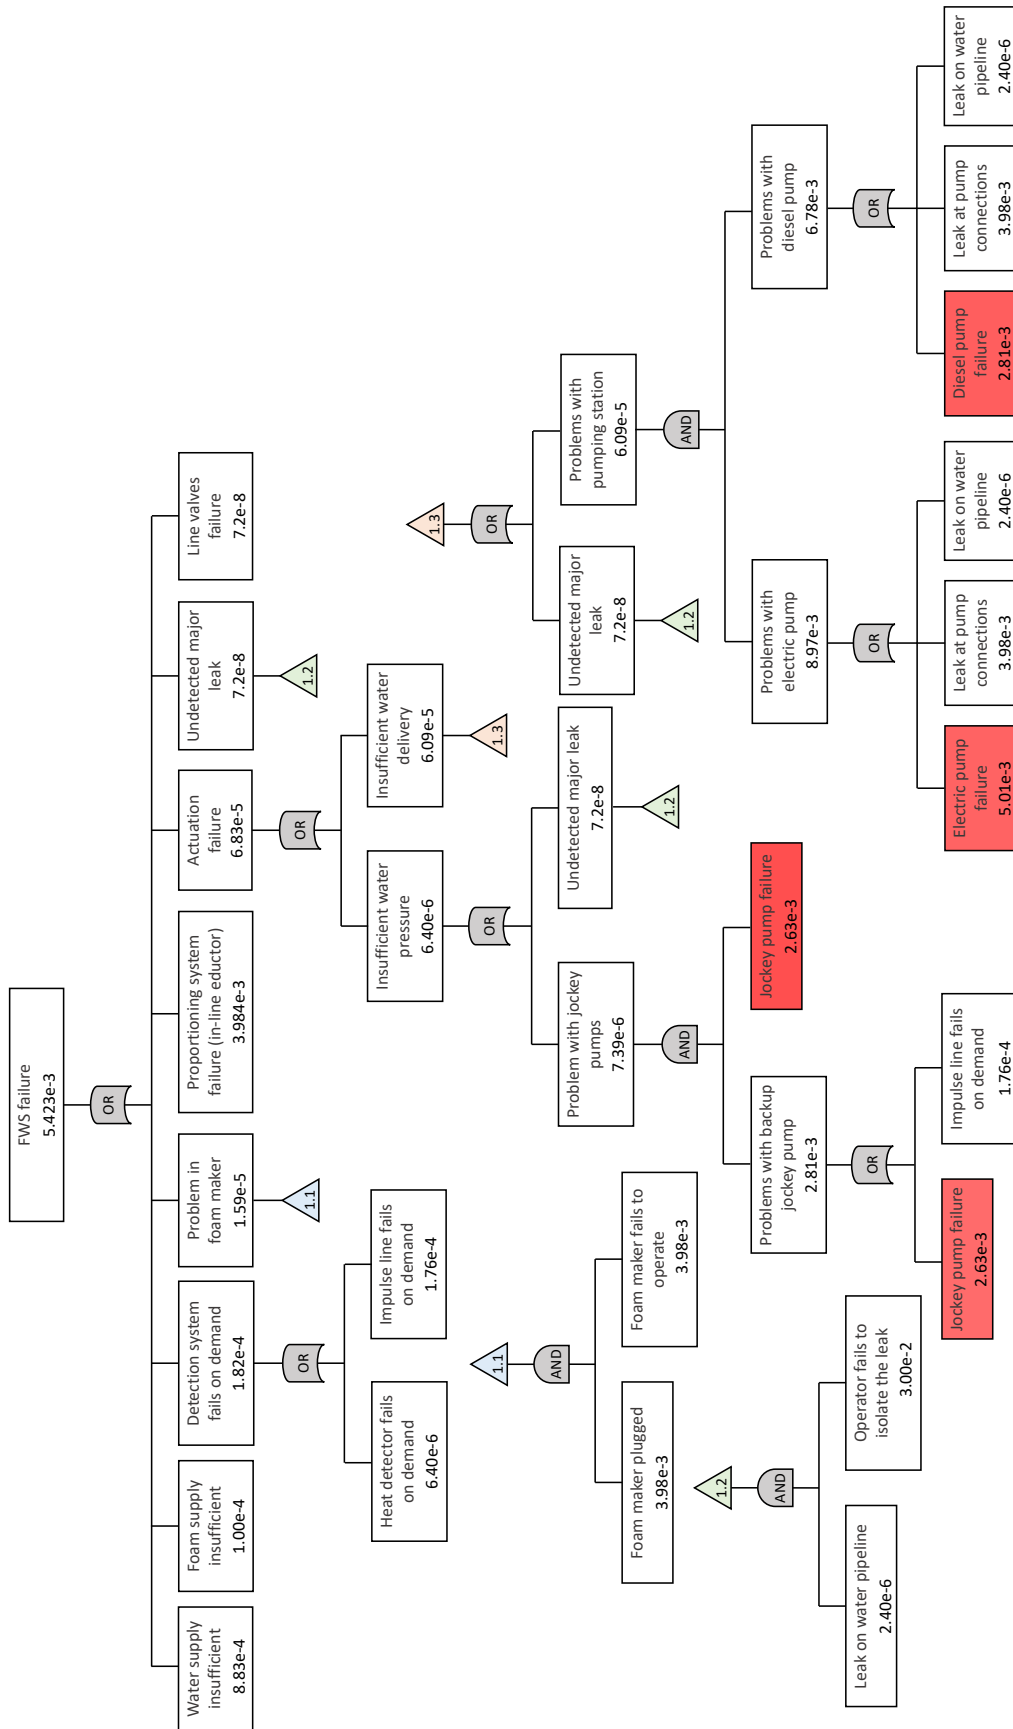 FWS failure
5.423e-3
OR
Water supply
insufficient
8.83e-4
Foam supply
insufficient
1.00e-4
Detection system
fails on demand
1.82e-4
Problem in
foam maker
1.59e-5
Proportioning system
failure (in-line eductor)
3.984e-3
Actuation
failure
6.83e-5
Undetected major
leak
7.2e-8
Line valves
failure
7.2e-8
OR
1.1
OR
1.2
Heat detector fails
on demand
6.40e-6
Impulse line fails
on demand
1.76e-4
Insufficient water
pressure
6.40e-6
Insufficient water
delivery
6.09e-5
1.3
1.1
AND
OR
1.3
OR
Foam maker plugged
3.98e-3
Foam maker fails to
operate
3.98e-3
Problem with jockey
pumps
7.39e-6
Undetected major leak
7.2e-8
1.2
Undetected major
leak
7.2e-8
1.2
Problems with
pumping station
6.09e-5
AND
1.2
AND
AND
Leak on water pipeline
2.40e-6
Operator fails to
isolate the leak
3.00e-2
Problems with backup
jockey pump
2.81e-3
Jockey pump failure
2.63e-3
Problems with
electric pump
8.97e-3
Problems with
diesel pump
6.78e-3
OR
OR
OR
Jockey pump failure
2.63e-3
Impulse line fails
on demand
1.76e-4
Electric pump
failure
5.01e-3
Leak at pump
connections
3.98e-3
Leak on water
pipeline
2.40e-6
Diesel pump
failure
2.81e-3
Leak at pump
connections
3.98e-3
Leak on water
pipeline
2.40e-6